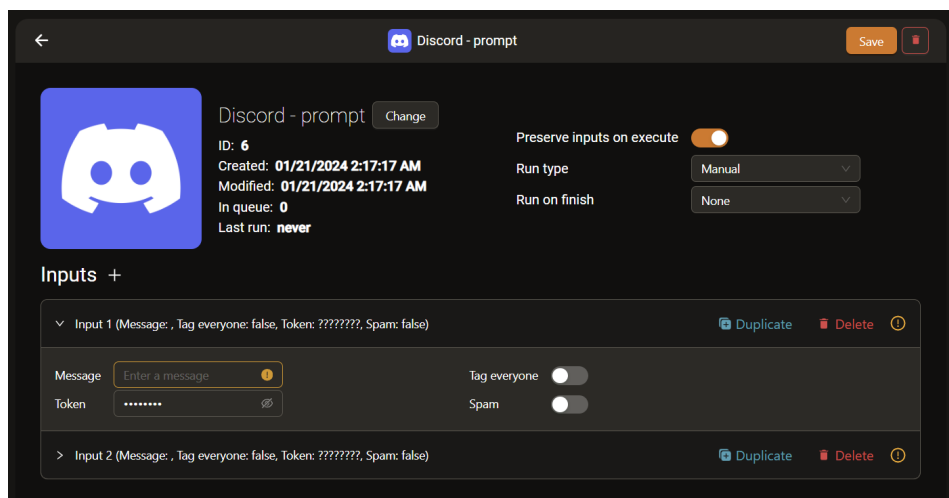 Discord - prompt
Save
Discord - prompt Change
ID: 6
Created: 01/21/2024 2:17:17 AM
Modified: 01/21/2024 2:17:17 AM
In queue: 0
Last run: never
Preserve inputs on execute
Run type Manual
Run on finish None
Inputs +
Input 1 (Message: , Tag everyone: false, Token: ????????, Spam: false) Duplicate Delete
Message Enter a message Tag everyone
Token •••••••• Spam
Input 2 (Message: , Tag everyone: false, Token: ????????, Spam: false) Duplicate Delete